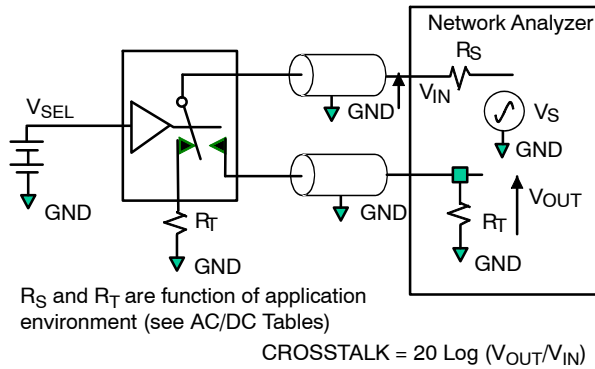 Network Analyzer
RS
VSEL
GND
VIN
VS
GND
GND
VOUT
RT
GND
RT
GND
GND
RS and RT are function of application
environment (see AC/DC Tables)
CROSSTALK = 20 Log (VOUT/VIN)